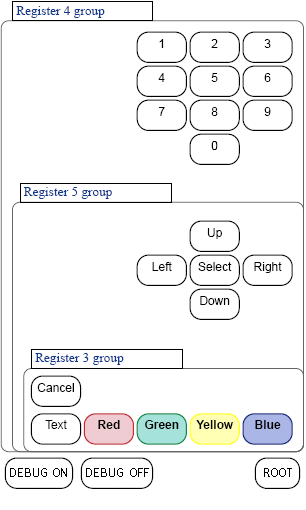 Register 4 group
1 2 3
4 5 6
7 8 9
0
Register 5 group
Up
Left Select Right
Down
Register 3 group
Cancel
Text Red Green Yellow Blue
DEBUG ON DEBUG OFF ROOT